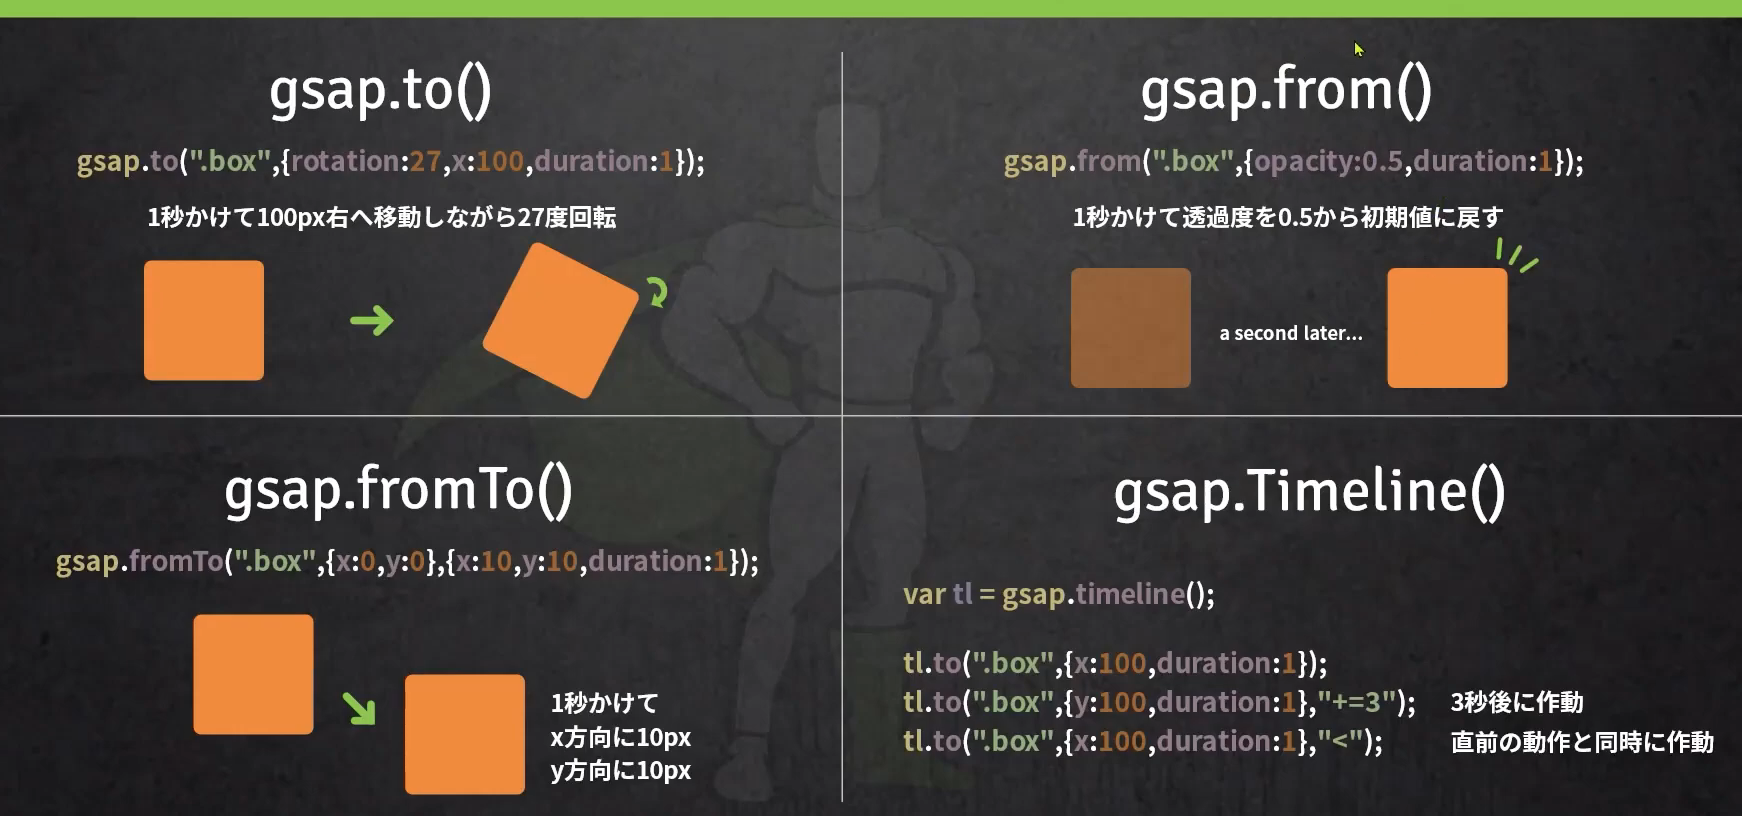 gsap.to()
gsap.to(".box",{rotation:27,x:100,duration:1});
1秒かけて100px右へ移動しながら27度回転
gsap.from()
gsap.from(".box",{opacity:0.5,duration:1});
1秒かけて透過度を0.5から初期値に戻す
a second later...
gsap.fromTo()
gsap.fromTo(".box",{x:0,y:0},{x:10,y:10,duration:1});
1秒かけて
x方向に10px
y方向に10px
gsap.Timeline()
var tl = gsap.timeline();
tl.to(".box",{x:100,duration:1});
tl.to(".box",{y:100,duration:1},"+=3"); 3秒後に作動
tl.to(".box",{x:100,duration:1},"<"); 直前の動作と同時に作動